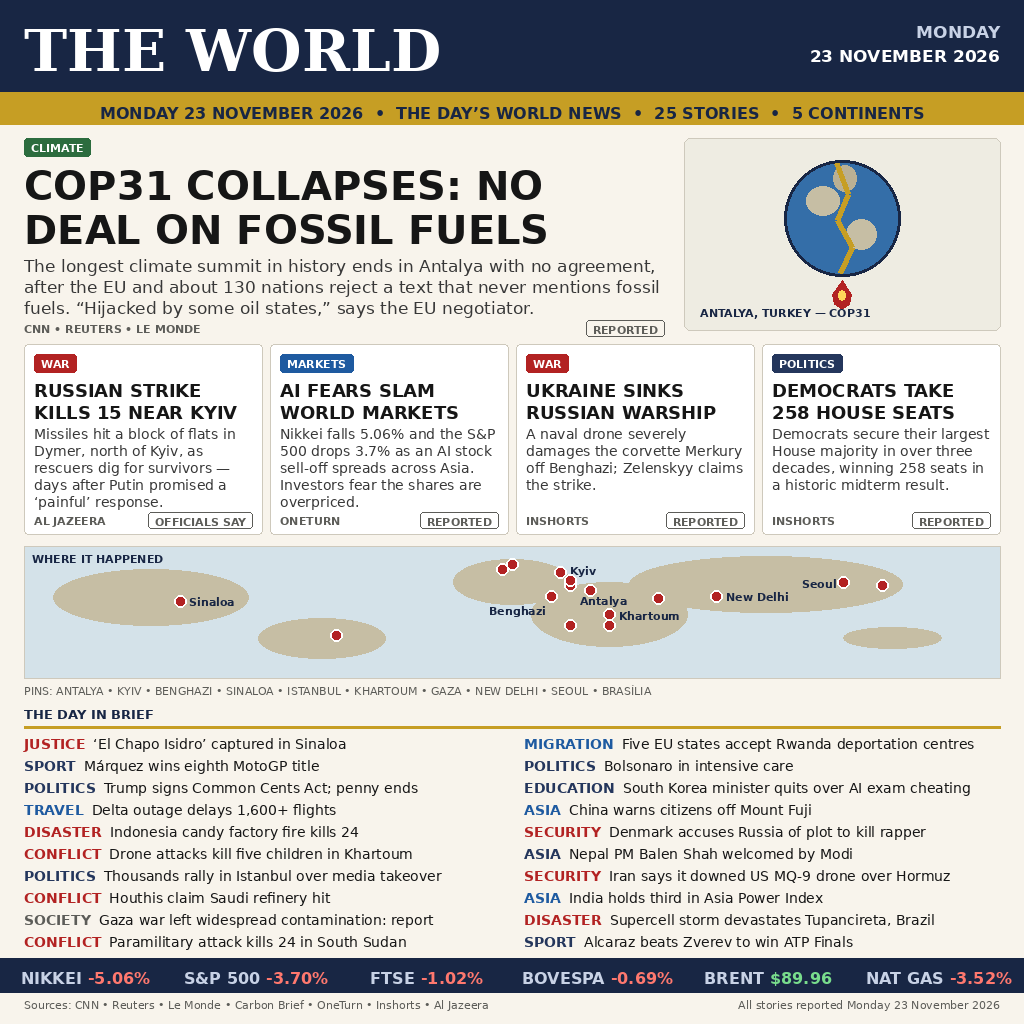 THE WORLD
MONDAY
23 NOVEMBER 2026
MONDAY 23 NOVEMBER 2026 • THE DAY’S WORLD NEWS • 25 STORIES • 5 CONTINENTS
CLIMATE
COP31 COLLAPSES: NO
DEAL ON FOSSIL FUELS
The longest climate summit in history ends in Antalya with no agreement,
after the EU and about 130 nations reject a text that never mentions fossil
fuels. “Hijacked by some oil states,” says the EU negotiator.
CNN • REUTERS • LE MONDE
REPORTED
ANTALYA, TURKEY — COP31
WAR
RUSSIAN STRIKE
KILLS 15 NEAR KYIV
Missiles hit a block of flats in
Dymer, north of Kyiv, as
rescuers dig for survivors —
days after Putin promised a
‘painful’ response.
AL JAZEERA
OFFICIALS SAY
MARKETS
AI FEARS SLAM
WORLD MARKETS
Nikkei falls 5.06% and the S&P
500 drops 3.7% as an AI stock
sell-off spreads across Asia.
Investors fear the shares are
overpriced.
ONETURN
REPORTED
WAR
UKRAINE SINKS
RUSSIAN WARSHIP
A naval drone severely
damages the corvette Merkury
off Benghazi; Zelenskyy claims
the strike.
INSHORTS
REPORTED
POLITICS
DEMOCRATS TAKE
258 HOUSE SEATS
Democrats secure their largest
House majority in over three
decades, winning 258 seats in
a historic midterm result.
INSHORTS
REPORTED
WHERE IT HAPPENED
Kyiv
Seoul
New Delhi
Sinaloa
Antalya
Benghazi
Khartoum
PINS: ANTALYA • KYIV • BENGHAZI • SINALOA • ISTANBUL • KHARTOUM • GAZA • NEW DELHI • SEOUL • BRASÍLIA
THE DAY IN BRIEF
JUSTICE ‘El Chapo Isidro’ captured in Sinaloa
SPORT Márquez wins eighth MotoGP title
POLITICS Trump signs Common Cents Act; penny ends
TRAVEL Delta outage delays 1,600+ flights
DISASTER Indonesia candy factory fire kills 24
CONFLICT Drone attacks kill five children in Khartoum
POLITICS Thousands rally in Istanbul over media takeover
CONFLICT Houthis claim Saudi refinery hit
SOCIETY Gaza war left widespread contamination: report
CONFLICT Paramilitary attack kills 24 in South Sudan
MIGRATION Five EU states accept Rwanda deportation centres
POLITICS Bolsonaro in intensive care
EDUCATION South Korea minister quits over AI exam cheating
ASIA China warns citizens off Mount Fuji
SECURITY Denmark accuses Russia of plot to kill rapper
ASIA Nepal PM Balen Shah welcomed by Modi
SECURITY Iran says it downed US MQ-9 drone over Hormuz
ASIA India holds third in Asia Power Index
DISASTER Supercell storm devastates Tupancireta, Brazil
SPORT Alcaraz beats Zverev to win ATP Finals
NIKKEI -5.06% S&P 500 -3.70% FTSE -1.02% BOVESPA -0.69% BRENT $89.96 NAT GAS -3.52%
Sources: CNN • Reuters • Le Monde • Carbon Brief • OneTurn • Inshorts • Al Jazeera
All stories reported Monday 23 November 2026